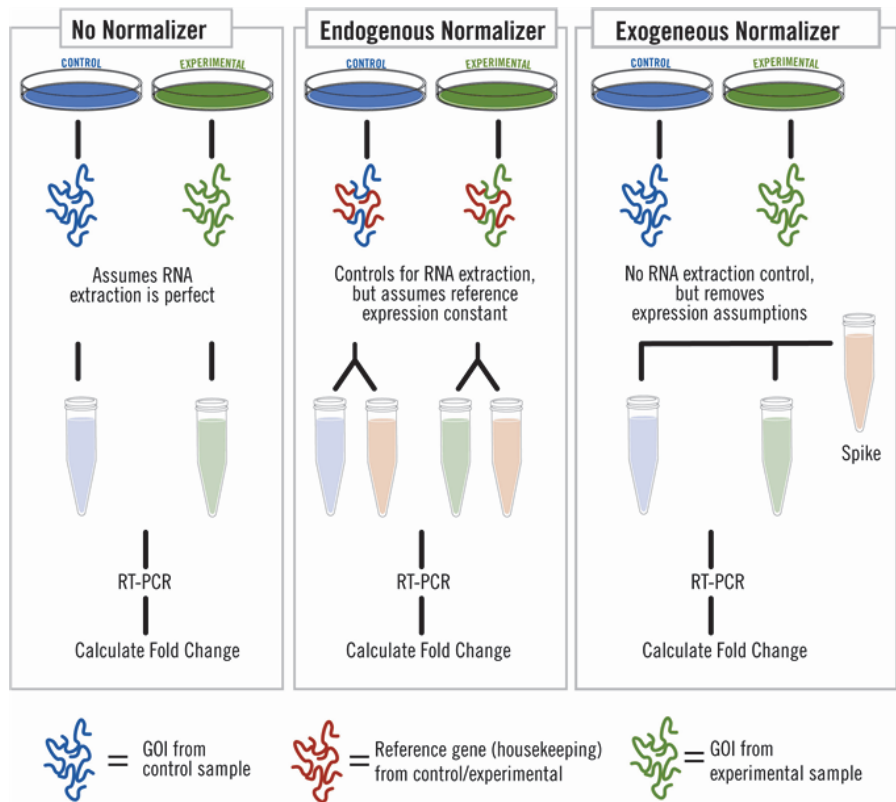 No Normalizer
CONTROL
EXPERIMENTAL
Assumes RNA
extraction is perfect
RT-PCR
Calculate Fold Change
Endogenous Normalizer
CONTROL
EXPERIMENTAL
Controls for RNA extraction,
but assumes reference
expression constant
RT-PCR
Calculate Fold Change
Exogeneous Normalizer
CONTROL
EXPERIMENTAL
No RNA extraction control,
but removes
expression assumptions
Spike
RT-PCR
Calculate Fold Change
= GOI from
control sample
= Reference gene (housekeeping)
from control/experimental
= GOI from
experimental sample